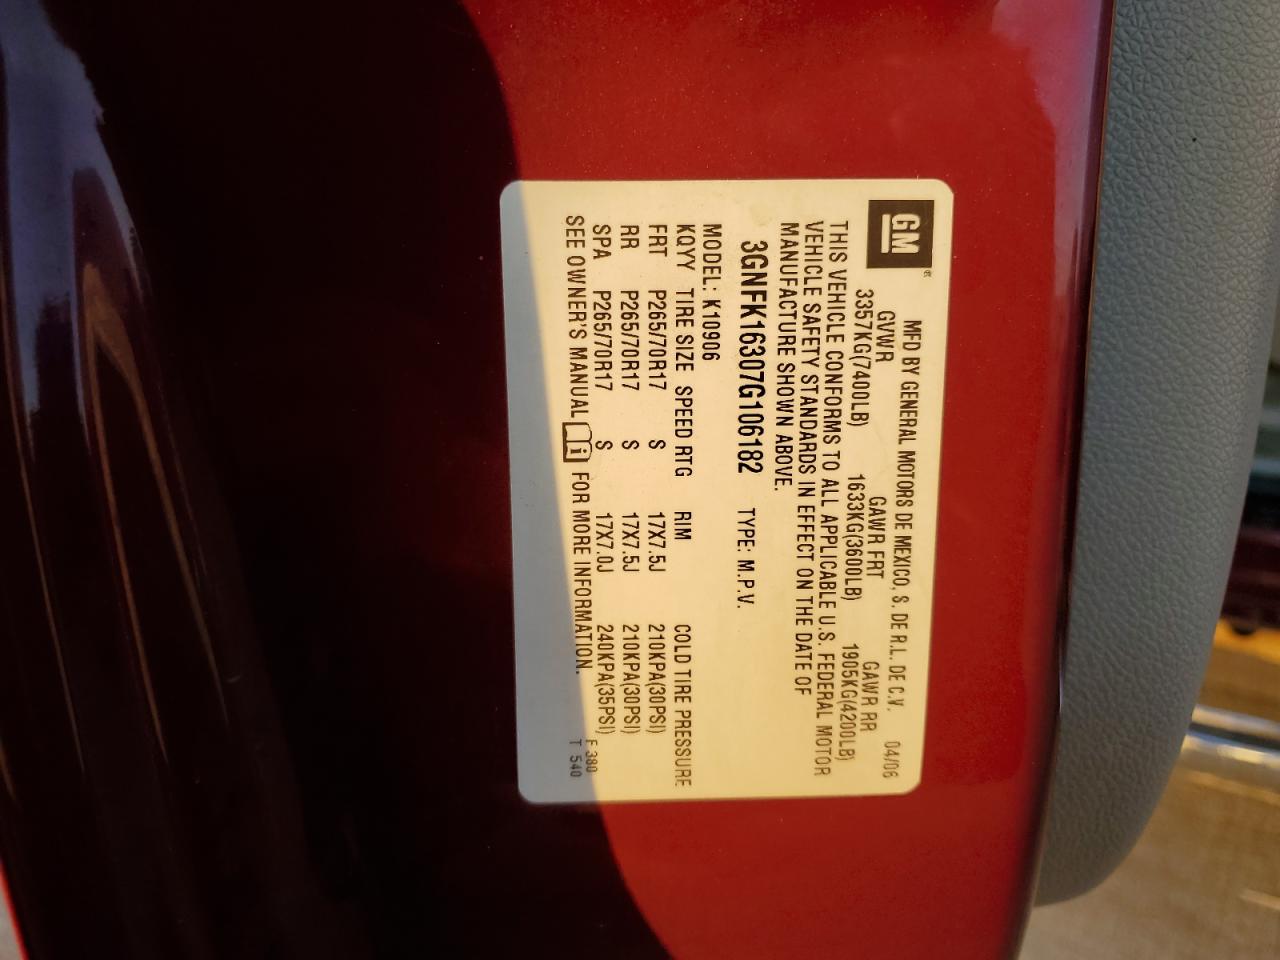 GM
MFD BY GENERAL MOTORS DE MEXICO, S. DE R.L. DE C.V. 04/06
GVWR GAWR FRT GAWR RR
3357KG(7400LB) 1633KG(3600LB) 1905KG(4200LB)
THIS VEHICLE CONFORMS TO ALL APPLICABLE U.S. FEDERAL MOTOR
VEHICLE SAFETY STANDARDS IN EFFECT ON THE DATE OF
MANUFACTURE SHOWN ABOVE.
3GNFK16307G106182 TYPE: M.P.V.
MODEL: K10906
KQYY TIRE SIZE SPEED RTG RIM COLD TIRE PRESSURE
FRT P265/70R17 S 17X7.5J 210KPA(30PSI)
RR P265/70R17 S 17X7.5J 210KPA(30PSI)
SPA P265/70R17 S 17X7.0J 240KPA(35PSI)
SEE OWNER'S MANUAL i FOR MORE INFORMATION.
F 380
T 540